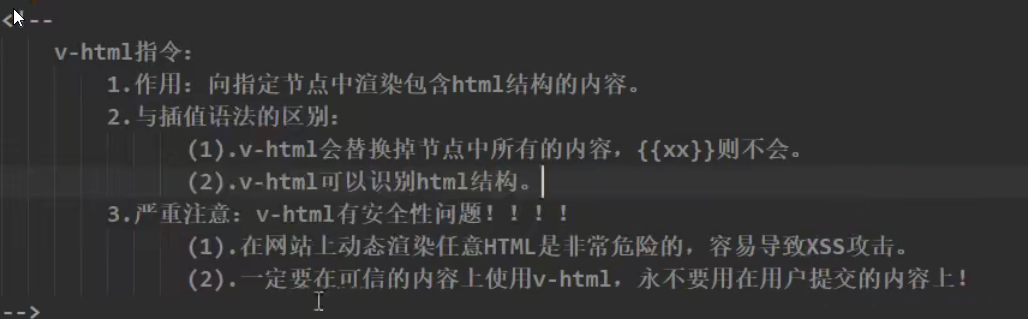 <!--
v-html指令:
1.作用: 向指定节点中渲染包含html结构的内容。
2.与插值语法的区别:
(1).v-html会替换掉节点中所有的内容, {{xx}}则不会。
(2).v-html可以识别html结构。
3.严重注意: v-html有安全性问题!!!!
(1).在网站上动态渲染任意HTML是非常危险的, 容易导致XSS攻击。
(2).一定要在可信的内容上使用v-html, 永不要用在用户提交的内容上!
-->